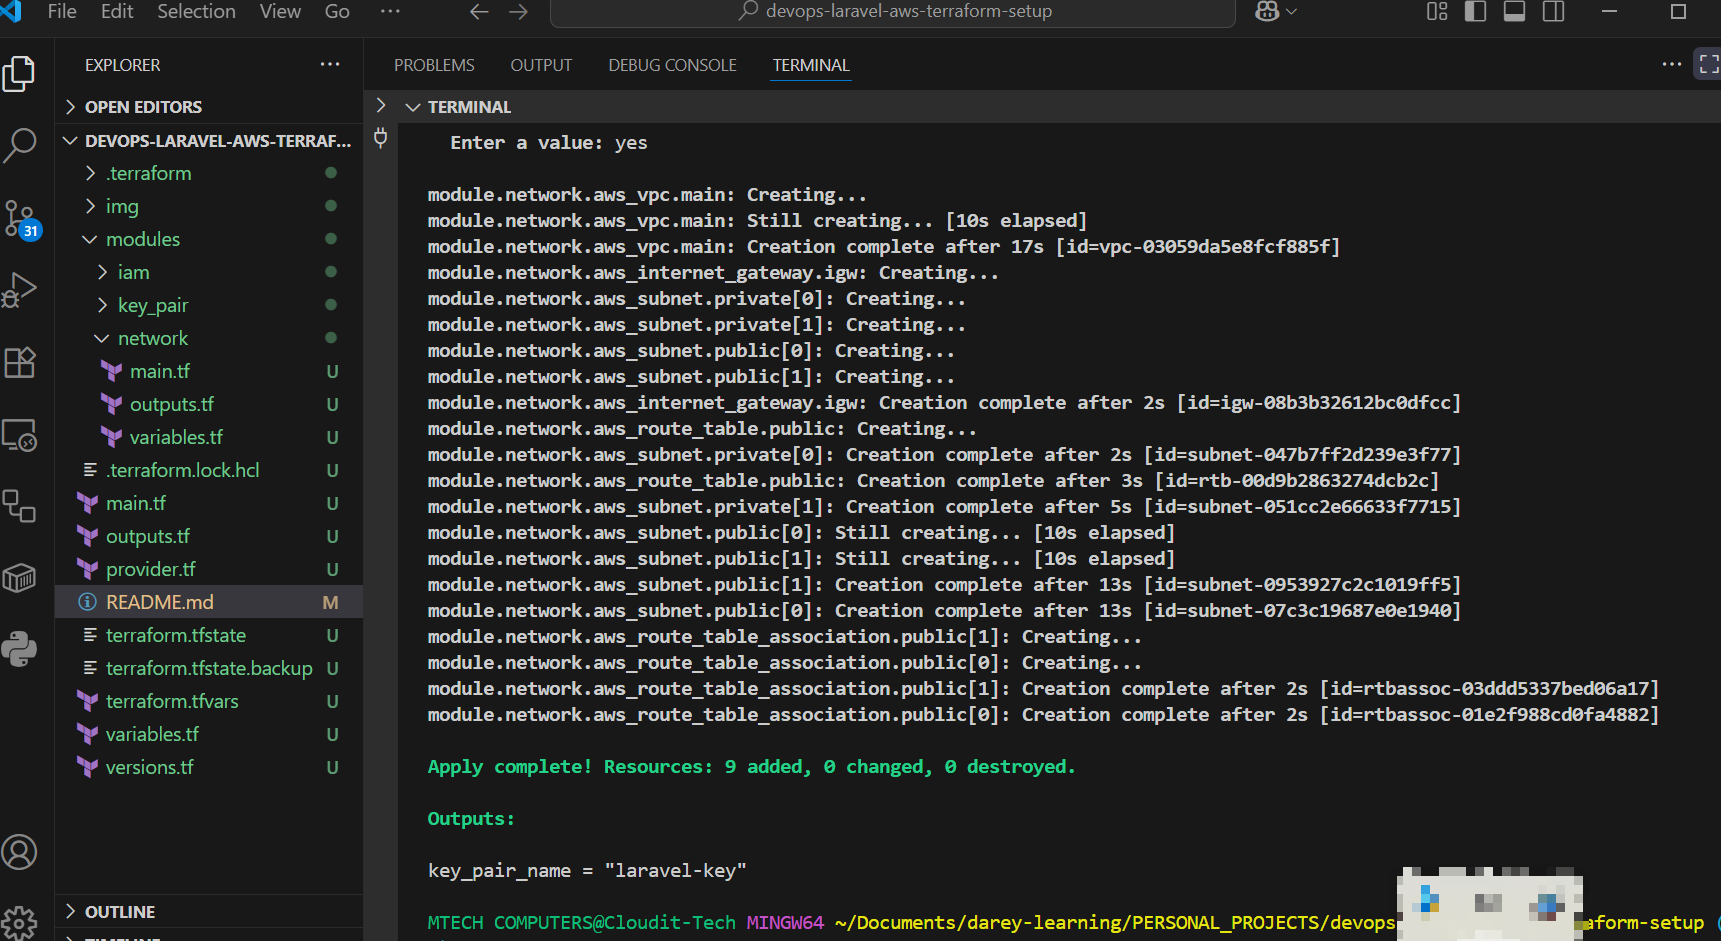 File Edit Selection View Go ... devops-laravel-aws-terraform-setup
EXPLORER
OPEN EDITORS
DEVOPS-LARAVEL-AWS-TERRAF...
.terraform
img
modules
iam
key_pair
network
main.tf U
outputs.tf U
variables.tf U
.terraform.lock.hcl U
main.tf U
outputs.tf U
provider.tf U
README.md M
terraform.tfstate U
terraform.tfstate.backup U
terraform.tfvars U
variables.tf U
versions.tf U
OUTLINE
31
PROBLEMS OUTPUT DEBUG CONSOLE TERMINAL
TERMINAL
Enter a value: yes
module.network.aws_vpc.main: Creating...
module.network.aws_vpc.main: Still creating... [10s elapsed]
module.network.aws_vpc.main: Creation complete after 17s [id=vpc-03059da5e8fcf885f]
module.network.aws_internet_gateway.igw: Creating...
module.network.aws_subnet.private[0]: Creating...
module.network.aws_subnet.private[1]: Creating...
module.network.aws_subnet.public[0]: Creating...
module.network.aws_subnet.public[1]: Creating...
module.network.aws_internet_gateway.igw: Creation complete after 2s [id=igw-08b3b32612bc0dfcc]
module.network.aws_route_table.public: Creating...
module.network.aws_subnet.private[0]: Creation complete after 2s [id=subnet-047b7ff2d239e3f77]
module.network.aws_route_table.public: Creation complete after 3s [id=rtb-00d9b2863274dcb2c]
module.network.aws_subnet.private[1]: Creation complete after 5s [id=subnet-051cc2e66633f7715]
module.network.aws_subnet.public[0]: Still creating... [10s elapsed]
module.network.aws_subnet.public[1]: Still creating... [10s elapsed]
module.network.aws_subnet.public[1]: Creation complete after 13s [id=subnet-0953927c2c1019ff5]
module.network.aws_subnet.public[0]: Creation complete after 13s [id=subnet-07c3c19687e0e1940]
module.network.aws_route_table_association.public[1]: Creating...
module.network.aws_route_table_association.public[0]: Creating...
module.network.aws_route_table_association.public[1]: Creation complete after 2s [id=rtbassoc-03ddd5337bed06a17]
module.network.aws_route_table_association.public[0]: Creation complete after 2s [id=rtbassoc-01e2f988cd0fa4882]
Apply complete! Resources: 9 added, 0 changed, 0 destroyed.
Outputs:
key_pair_name = "laravel-key"
MTECH COMPUTERS@Cloudit-Tech MINGW64 ~/Documents/darey-learning/PERSONAL_PROJECTS/devops- aform-setup